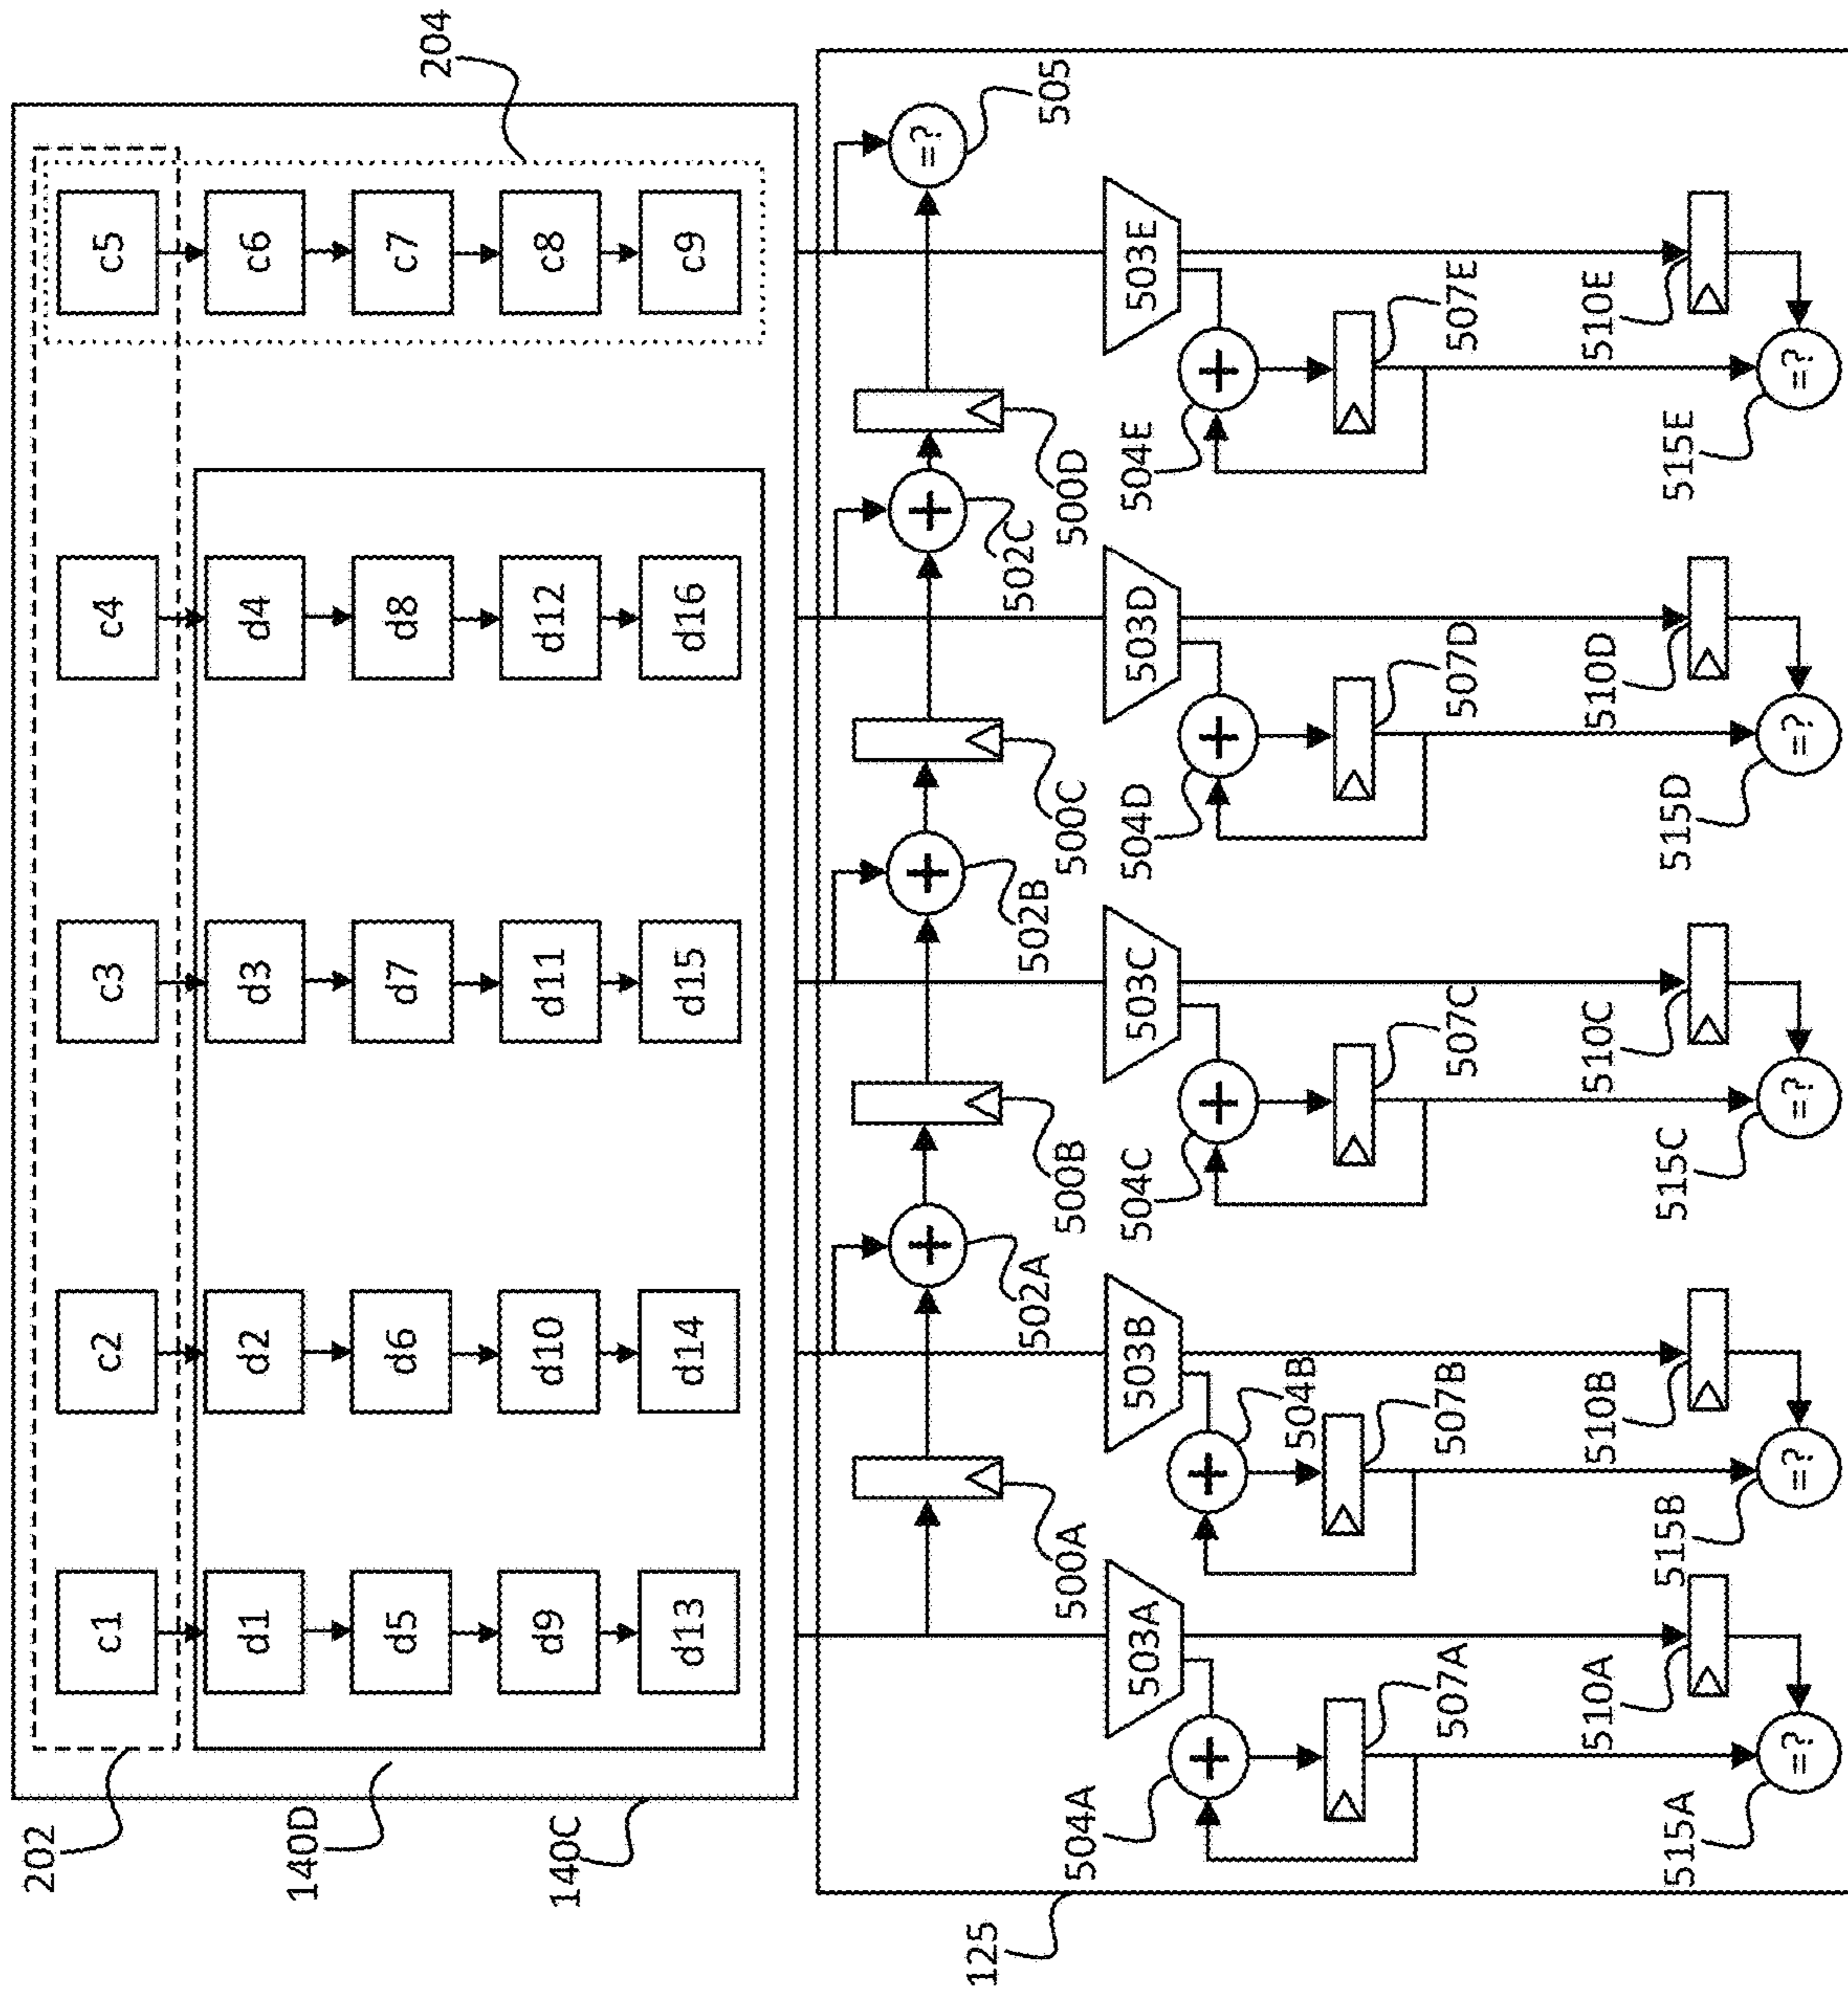 202
140D
140C
204
c1
c2
c3
c4
c5
d1
d2
d3
d4
c6
d5
d6
d7
d8
c7
d9
d10
d11
d12
c8
d13
d14
d15
d16
c9
125
=?
505
500A
502A
500B
502B
500C
502C
500D
503A
503B
503C
503D
503E
+
+
+
+
+
+
+
+
504A
504B
504C
504D
504E
507A
507B
507C
507D
507E
510A
510B
510C
510D
510E
515A
515B
515C
515D
515E
=?
=?
=?
=?
=?